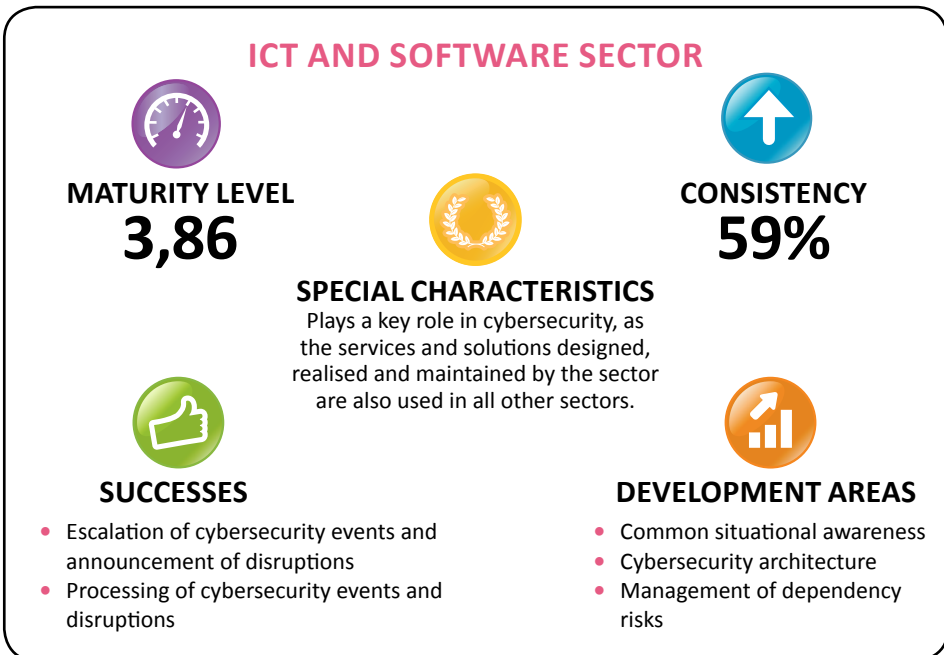 ICT AND SOFTWARE SECTOR
MATURITY LEVEL
3,86
CONSISTENCY
59%
SPECIAL CHARACTERISTICS
Plays a key role in cybersecurity, as
the services and solutions designed,
realised and maintained by the sector
are also used in all other sectors.
SUCCESSES
• Escalation of cybersecurity events and
announcement of disruptions
• Processing of cybersecurity events and
disruptions
DEVELOPMENT AREAS
• Common situational awareness
• Cybersecurity architecture
• Management of dependency
risks